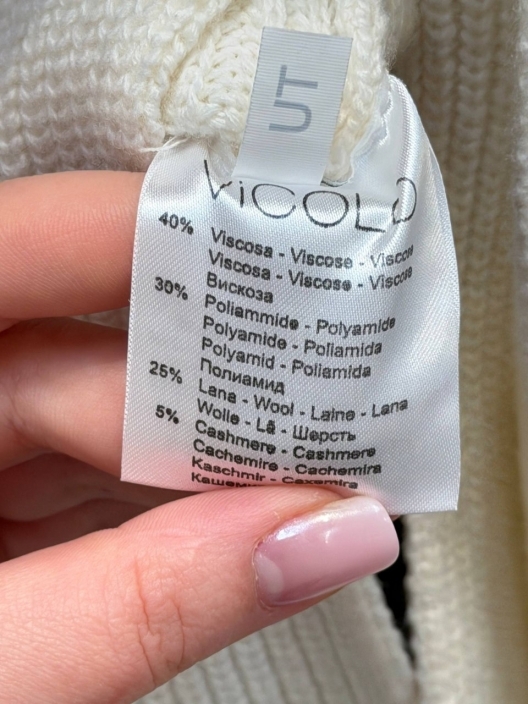 UT
ViCOLO
40% Viscosa - Viscose - Viscose
Viscosa - Viscose - Viscose
Вискоза
30% Poliammide - Polyamide
Polyamide - Poliamida
Polyamid - Poliamida
Полиамид
25% Lana - Wool - Laine - Lana
Wolle - Lã - Шерсть
5% Cashmere - Cashmere
Cachemire - Cachemira
Kaschmir - Caxemira